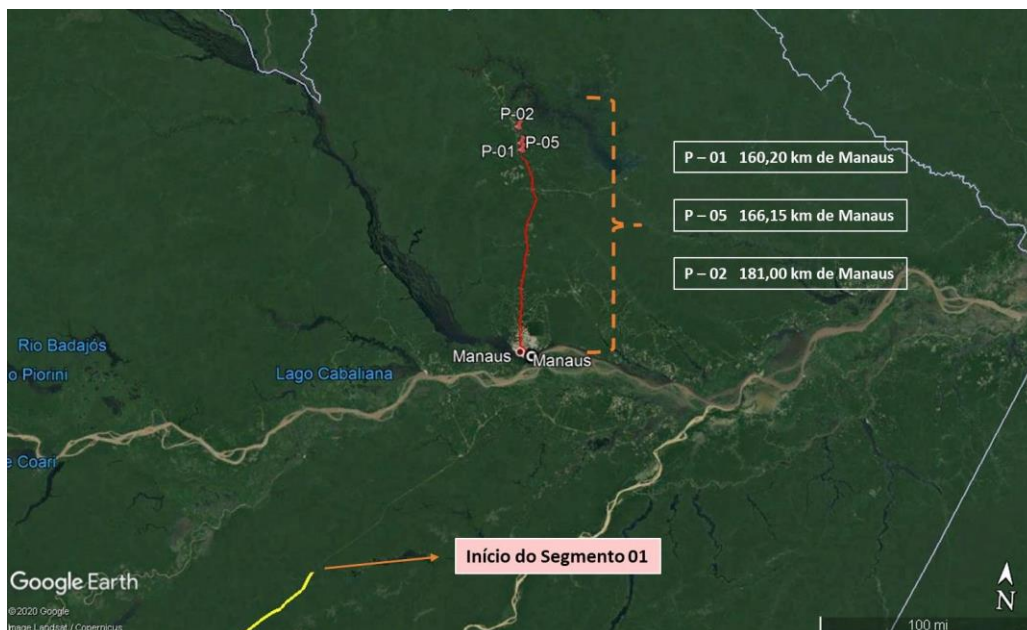 P-02
P-05
P-01
P – 01 160,20 km de Manaus
P – 05 166,15 km de Manaus
P – 02 181,00 km de Manaus
Rio Badajós
o Piorini
Lago Cabaliana
Manaus
Manaus
e Coari
Início do Segmento 01
Google Earth
©2020 Google
Image Landsat / Copernicus
N
100 mi